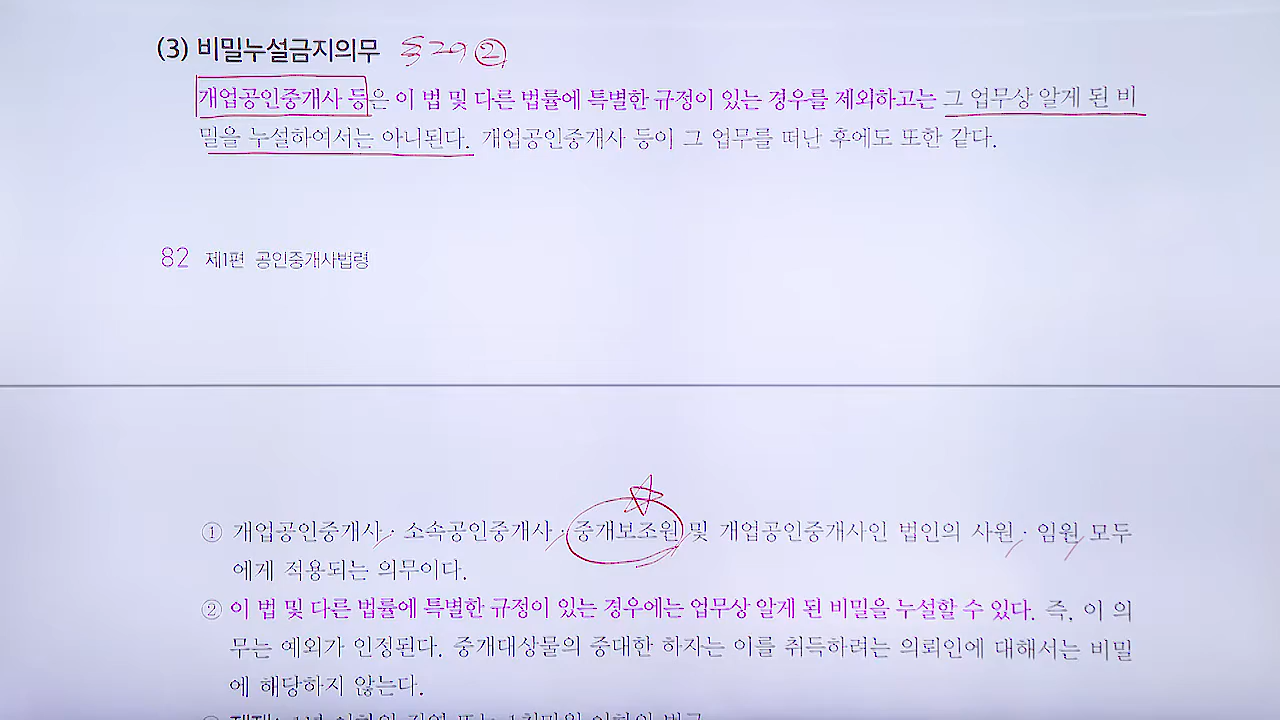 (3) 비밀누설금지의무 §29②
개업공인중개사 등은 이 법 및 다른 법률에 특별한 규정이 있는 경우를 제외하고는 그 업무상 알게 된 비
밀을 누설하여서는 아니된다. 개업공인중개사 등이 그 업무를 떠난 후에도 또한 같다.
82 제1편 공인중개사법령
① 개업공인중개사· 소속공인중개사· 중개보조원 및 개업공인중개사인 법인의 사원· 임원 모두
에게 적용되는 의무이다.
② 이 법 및 다른 법률에 특별한 규정이 있는 경우에는 업무상 알게 된 비밀을 누설할 수 있다. 즉, 이 의
무는 예외가 인정된다. 중개대상물의 중대한 하자는 이를 취득하려는 의뢰인에 대해서는 비밀
에 해당하지 않는다.